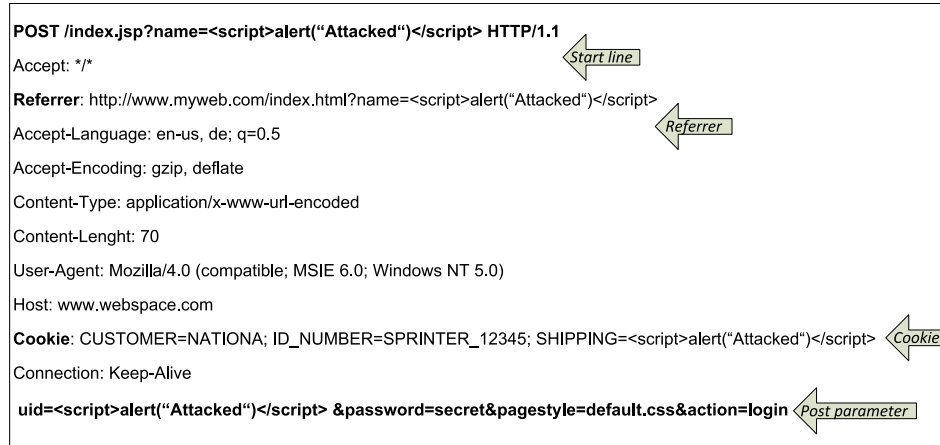 POST /index.jsp?name=<script>alert(“Attacked“)</script> HTTP/1.1
Start line
Accept: */*
Referrer: http://www.myweb.com/index.html?name=<script>alert(“Attacked“)</script>
Referrer
Accept-Language: en-us, de; q=0.5
Accept-Encoding: gzip, deflate
Content-Type: application/x-www-url-encoded
Content-Lenght: 70
User-Agent: Mozilla/4.0 (compatible; MSIE 6.0; Windows NT 5.0)
Host: www.webspace.com
Cookie: CUSTOMER=NATIONA; ID_NUMBER=SPRINTER_12345; SHIPPING=<script>alert(“Attacked“)</script>
Cookie
Connection: Keep-Alive
uid=<script>alert(“Attacked“)</script> &password=secret&pagestyle=default.css&action=login
Post parameter